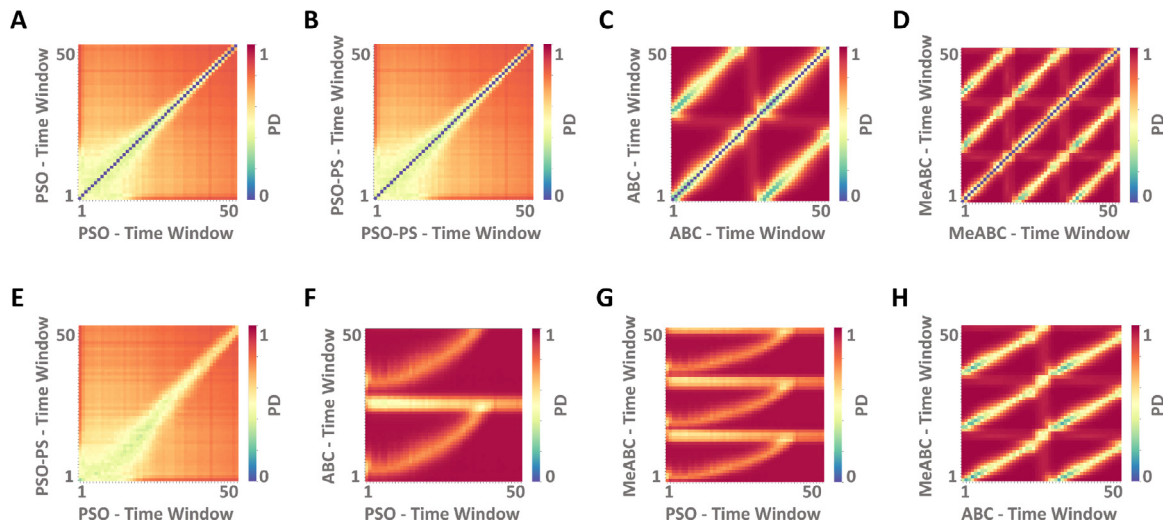 A
B
C
D
50
PSO - Time Window
1
1
50
PSO - Time Window
1
PD
0
50
PSO-PS - Time Window
1
1
50
PSO-PS - Time Window
1
PD
0
50
ABC - Time Window
1
1
50
ABC - Time Window
1
PD
0
50
MeABC - Time Window
1
1
50
MeABC - Time Window
1
PD
0
E
F
G
H
50
PSO-PS - Time Window
1
1
50
PSO - Time Window
1
PD
0
50
ABC - Time Window
1
1
50
PSO - Time Window
1
PD
0
50
MeABC - Time Window
1
1
50
PSO - Time Window
1
PD
0
50
MeABC - Time Window
1
1
50
ABC - Time Window
1
PD
0